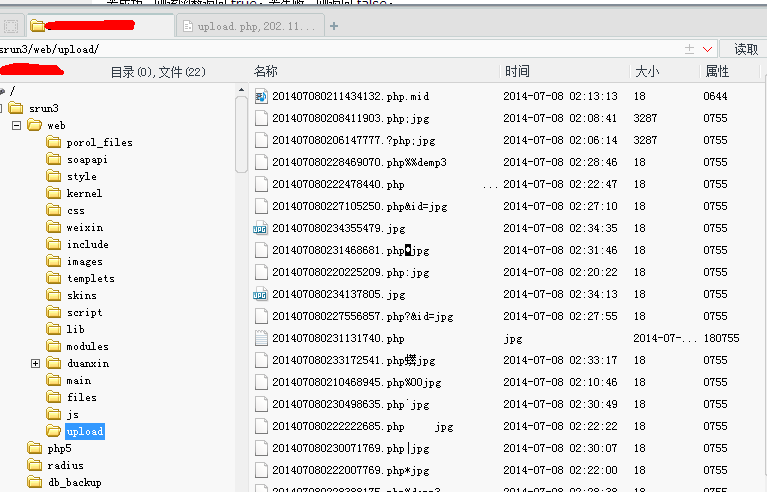 upload.php,202.11...
srun3/web/upload/
读取
目录(0),文件(22)
名称 时间 大小 属性
/
srun3
web
porol_files
soapapi
style
kernel
css
weixin
include
images
templets
skins
script
lib
modules
duanxin
main
files
js
upload
php5
radius
db_backup
201407080211434132.php.mid 2014-07-08 02:13:13 18 0644
201407080208411903.php;jpg 2014-07-08 02:08:41 3287 0755
201407080206147777.?php;jpg 2014-07-08 02:06:14 3287 0755
201407080228469070.php%%demp3 2014-07-08 02:28:46 18 0755
201407080222478440.php ... 2014-07-08 02:22:47 18 0755
201407080227105250.php&id=jpg 2014-07-08 02:27:10 18 0755
201407080234355479.jpg 2014-07-08 02:34:35 18 0755
201407080231468681.php jpg 2014-07-08 02:31:46 18 0755
201407080220225209.php:jpg 2014-07-08 02:20:22 18 0755
201407080234137805.jpg 2014-07-08 02:34:13 18 0755
201407080227556857.php?&id=jpg 2014-07-08 02:27:55 18 0755
201407080231131740.php jpg 2014-07-... 180755
201407080233172541.php jpg 2014-07-08 02:33:17 18 0755
201407080210468945.php%00jpg 2014-07-08 02:10:46 18 0755
201407080230498635.php`jpg 2014-07-08 02:30:49 18 0755
201407080222222685.php jpg 2014-07-08 02:22:22 18 0755
201407080230071769.php|jpg 2014-07-08 02:30:07 18 0755
201407080222007769.php*jpg 2014-07-08 02:22:00 18 0755